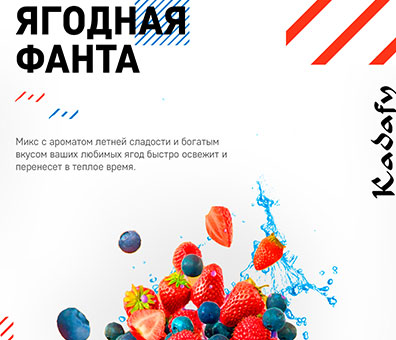 ЯГОДНАЯ
ФАНТА
Микс с ароматом летней сладости и богатым
вкусом ваших любимых ягод быстро освежит и
перенесет в теплое время.
Kadafy